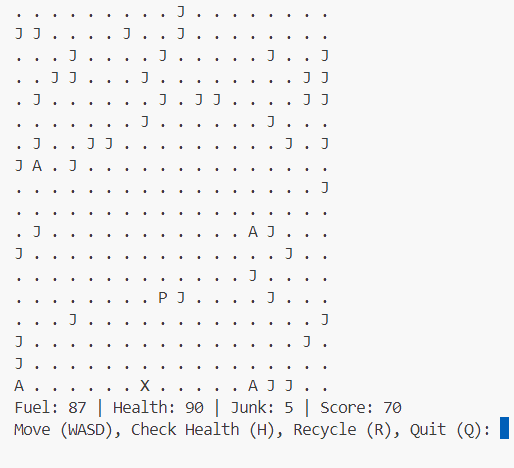 . . . . . . . . . J . . . . . . . .
J J . . . . J . . J . . . . . . . .
. . . J . . . . J . . . . . J . . J
. . J J . . . J . . . . . . . . J J
. J . . . . . . J . J J . . . . J J
. . . . . . . J . . . . . . J . . .
. J . . J J . . . . . . . . . J . J
J A . J . . . . . . . . . . . . . .
. . . . . . . . . . . . . . . . . J
. . . . . . . . . . . . . . . . . .
. J . . . . . . . . . . . A J . . .
J . . . . . . . . . . . . . . J . .
. . . . . . . . . . . . . J . . . .
. . . . . . . . P J . . . . J . . .
. . . J . . . . . . . . . . . . . J
J . . . . . . . . . . . . . . . J .
J . . . . . . . . . . . . . . . . .
A . . . . . . X . . . . . A J J . .
Fuel: 87 | Health: 90 | Junk: 5 | Score: 70
Move (WASD), Check Health (H), Recycle (R), Quit (Q):